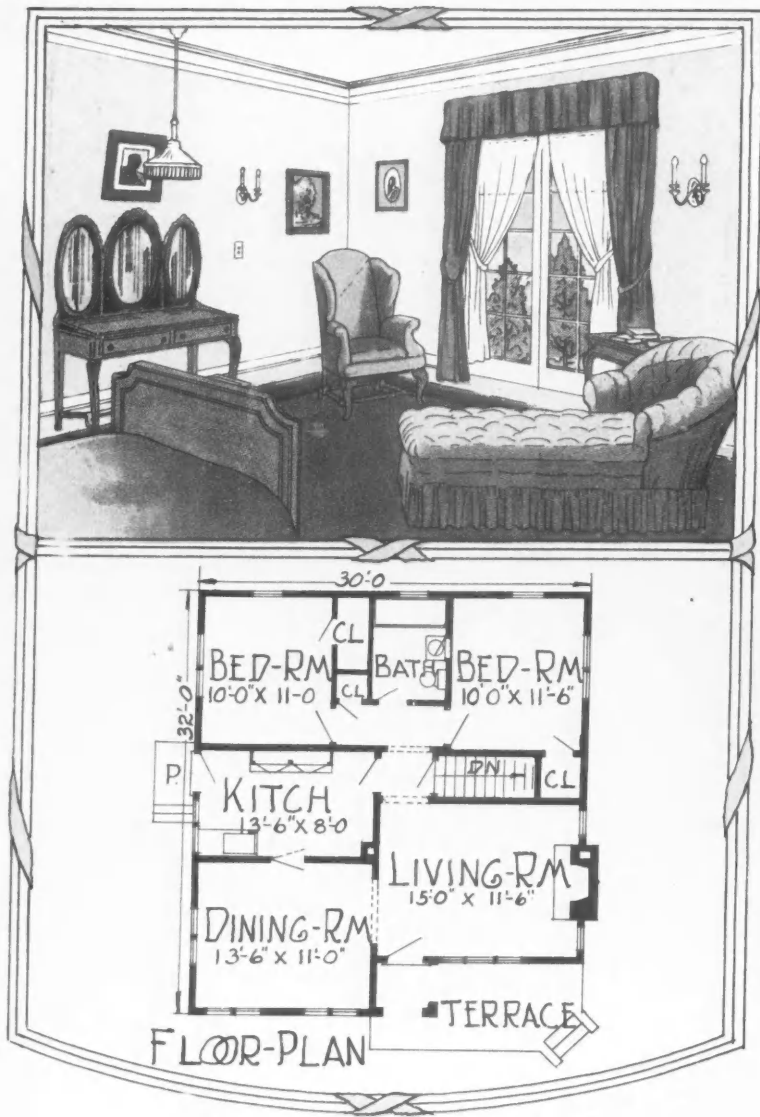 30'-0
32'-0"
CL
BED-RM
10'-0" X 11-0
BATH
BED-RM
10'0" X 11'-6"
CL
P.
DN
CL
KITCH
13'-6" X 8'-0
LIVING-RM
15'0" X 11'-6"
DINING-RM
13'-6" X 11'-0"
TERRACE
FLOOR-PLAN